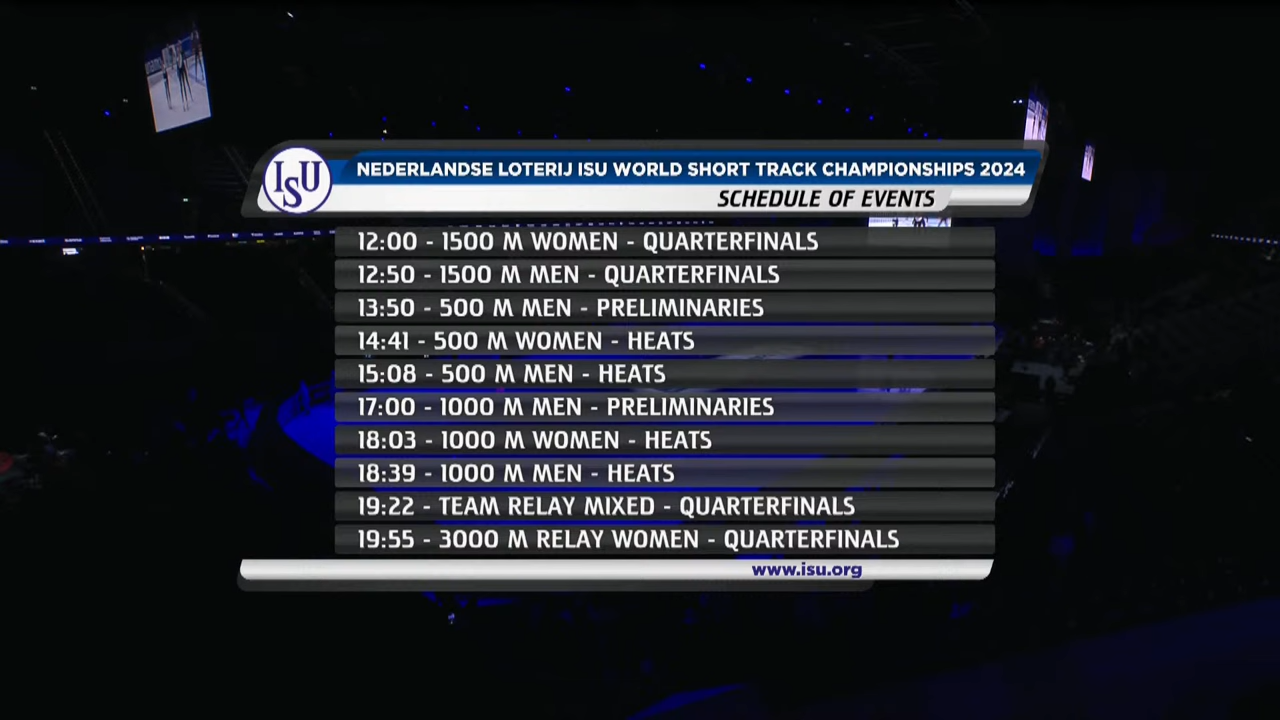 ISU
NEDERLANDSE LOTERIJ ISU WORLD SHORT TRACK CHAMPIONSHIPS 2024
SCHEDULE OF EVENTS
12:00 - 1500 M WOMEN - QUARTERFINALS
12:50 - 1500 M MEN - QUARTERFINALS
13:50 - 500 M MEN - PRELIMINARIES
14:41 - 500 M WOMEN - HEATS
15:08 - 500 M MEN - HEATS
17:00 - 1000 M MEN - PRELIMINARIES
18:03 - 1000 M WOMEN - HEATS
18:39 - 1000 M MEN - HEATS
19:22 - TEAM RELAY MIXED - QUARTERFINALS
19:55 - 3000 M RELAY WOMEN - QUARTERFINALS
www.isu.org